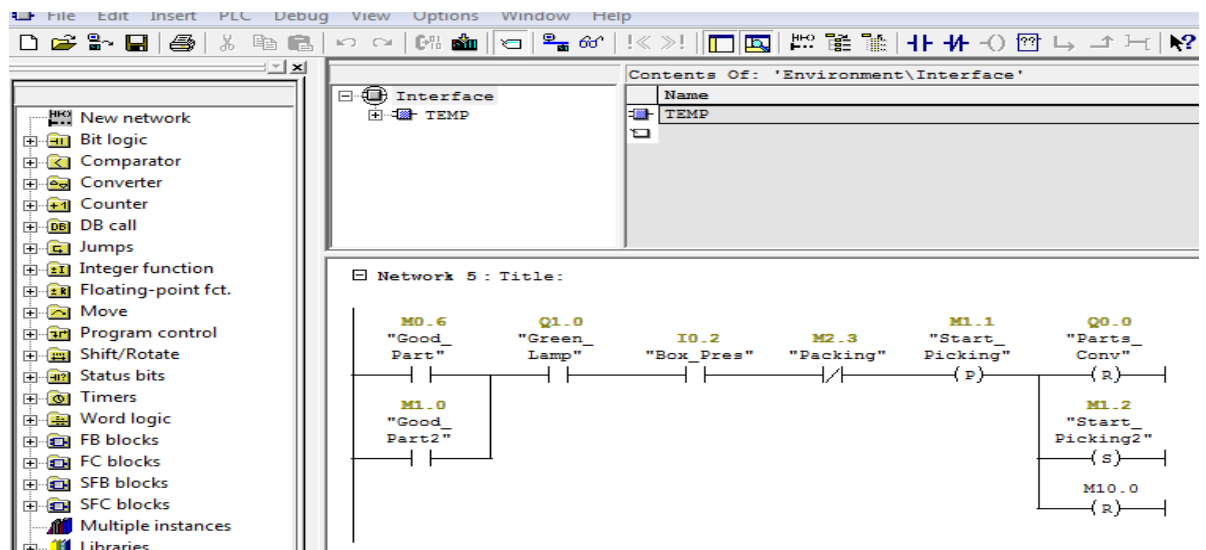 File Edit Insert PLC Debug View Options Window Help
Contents Of: 'Environment\Interface'
Interface
TEMP
Name
TEMP
New network
Bit logic
Comparator
Converter
Counter
DB call
Jumps
Integer function
Floating-point fct.
Move
Program control
Shift/Rotate
Status bits
Timers
Word logic
FB blocks
FC blocks
SFB blocks
SFC blocks
Multiple instances
Libraries
Network 5 : Title:
M0.6 Q1.0 M1.1 Q0.0
"Good_ "Green_ I0.2 M2.3 "Start_ "Parts_
Part" Lamp" "Box_Pres" "Packing" Picking" Conv"
P R
M1.0 M1.2
"Good_ "Start_
Part2" Picking2"
S
M10.0
R